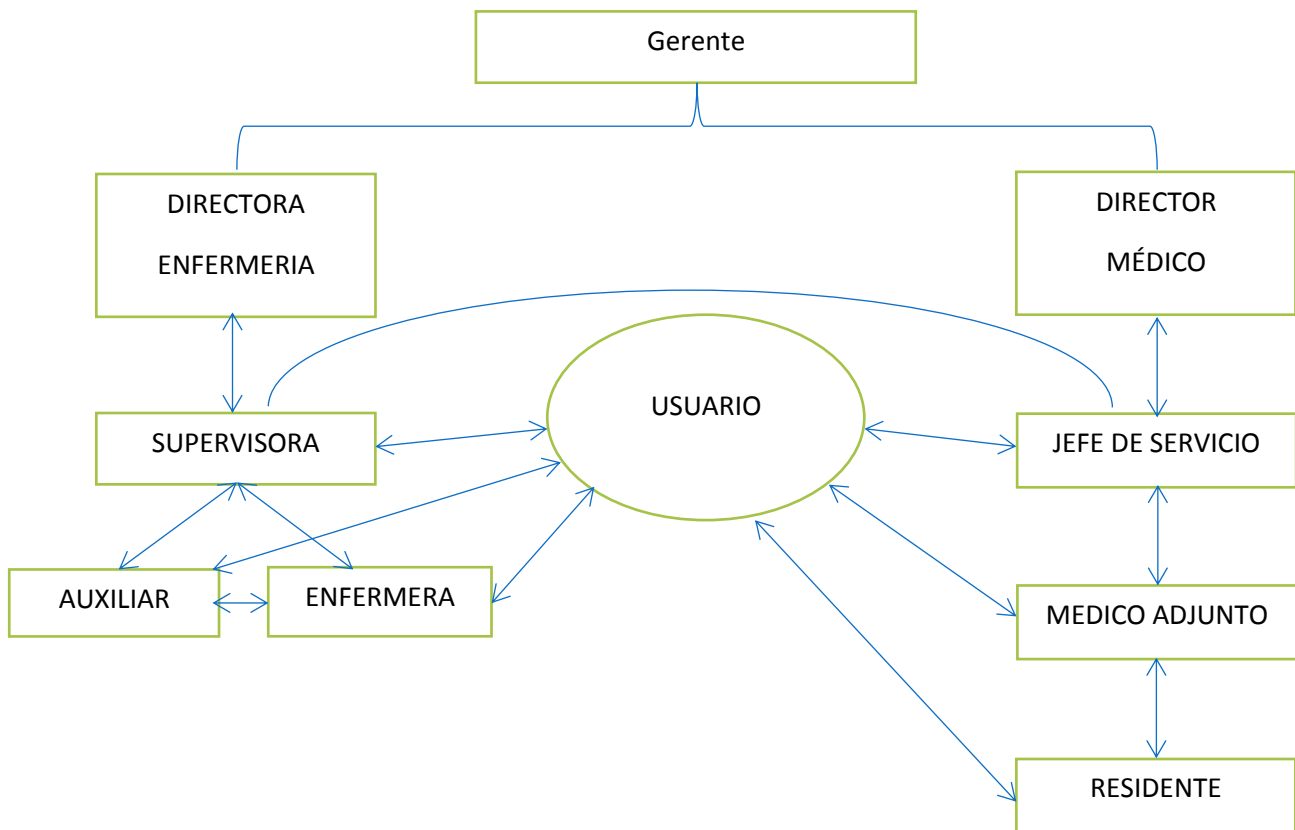 Gerente
DIRECTORA
ENFERMERIA
DIRECTOR
MÉDICO
USUARIO
SUPERVISORA
JEFE DE SERVICIO
AUXILIAR
ENFERMERA
MEDICO ADJUNTO
RESIDENTE